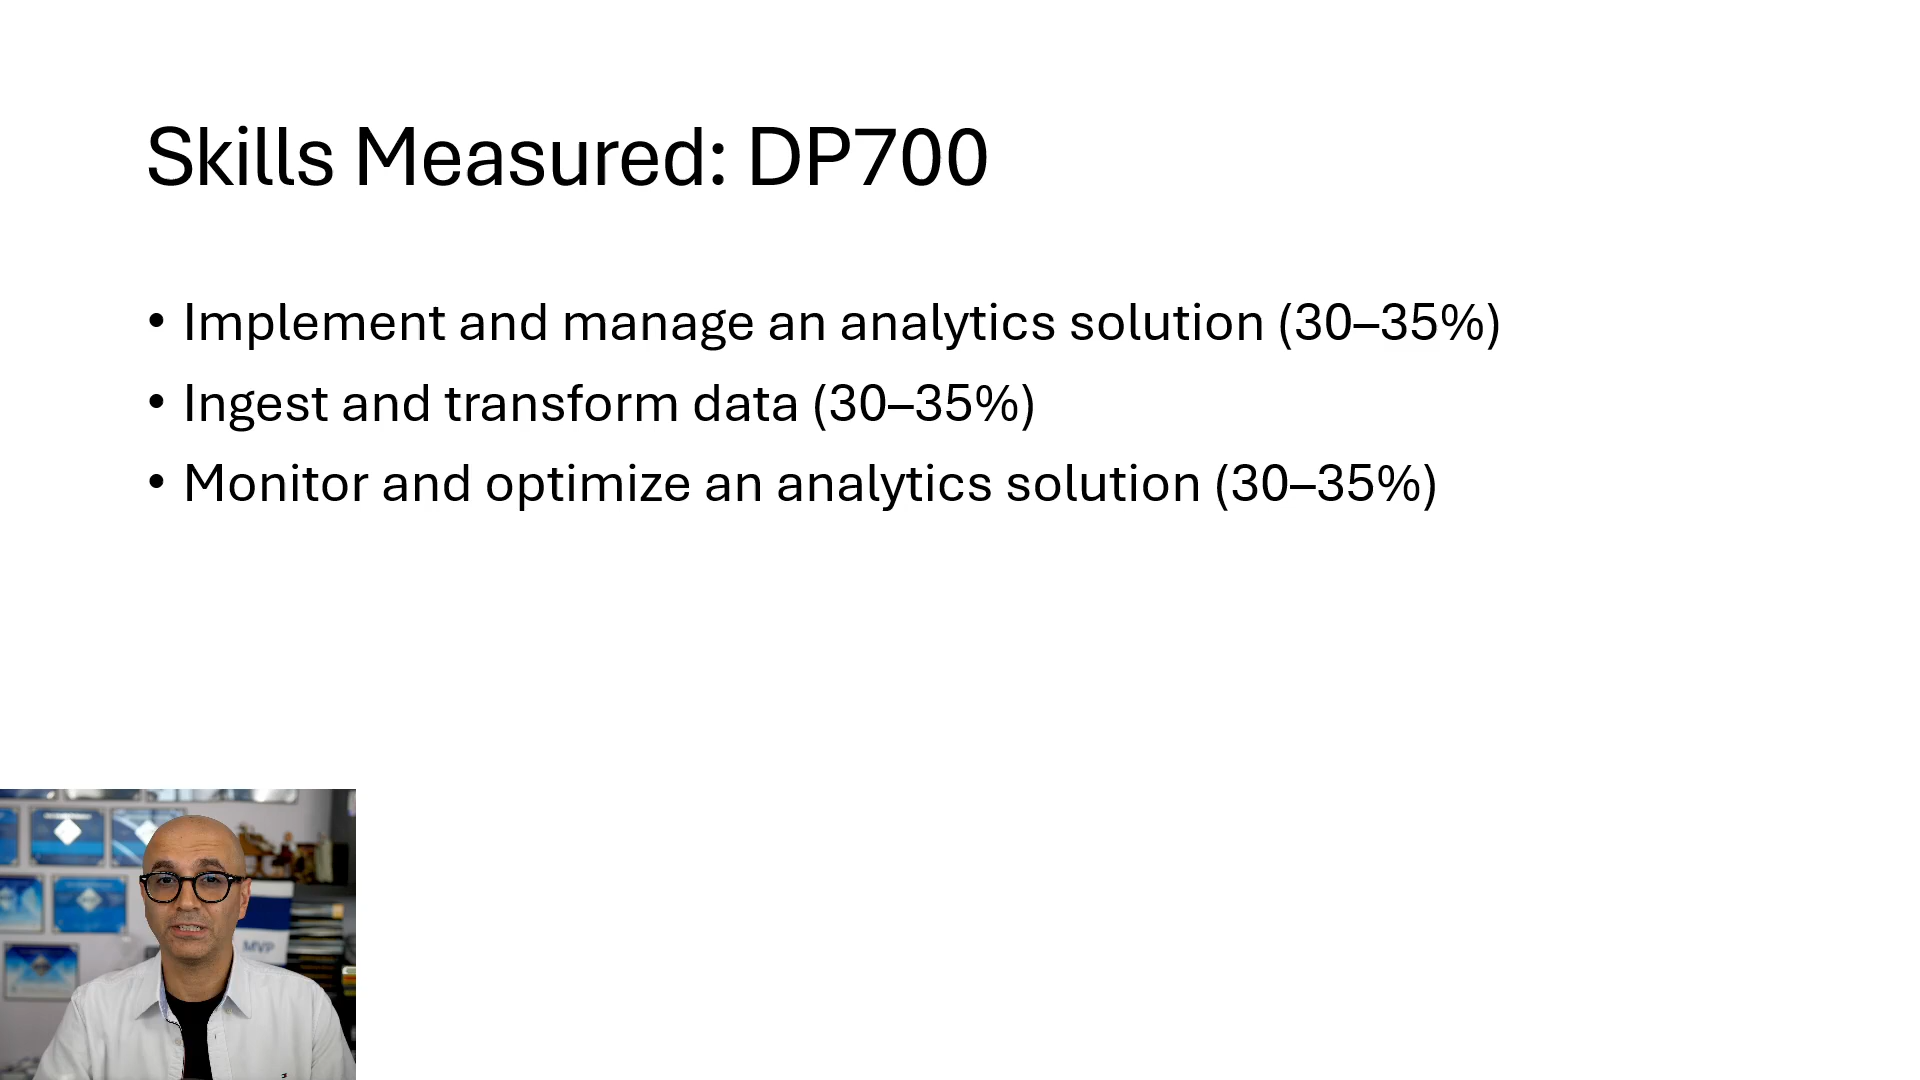 Skills Measured: DP700
• Implement and manage an analytics solution (30–35%)
• Ingest and transform data (30–35%)
• Monitor and optimize an analytics solution (30–35%)
MVP